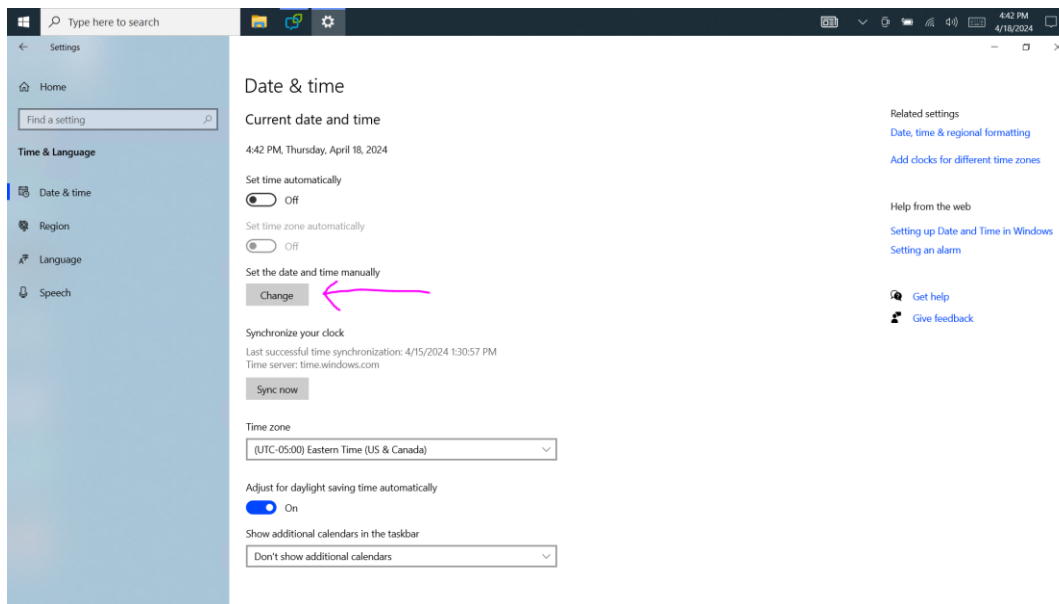 Type here to search
4:42 PM
4/18/2024
Settings
Home
Find a setting
Time & Language
Date & time
Region
Language
Speech
Date & time
Current date and time
4:42 PM, Thursday, April 18, 2024
Set time automatically
Off
Set time zone automatically
Off
Set the date and time manually
Change
Synchronize your clock
Last successful time synchronization: 4/15/2024 1:30:57 PM
Time server: time.windows.com
Sync now
Time zone
(UTC-05:00) Eastern Time (US & Canada)
Adjust for daylight saving time automatically
On
Show additional calendars in the taskbar
Don't show additional calendars
Related settings
Date, time & regional formatting
Add clocks for different time zones
Help from the web
Setting up Date and Time in Windows
Setting an alarm
Get help
Give feedback